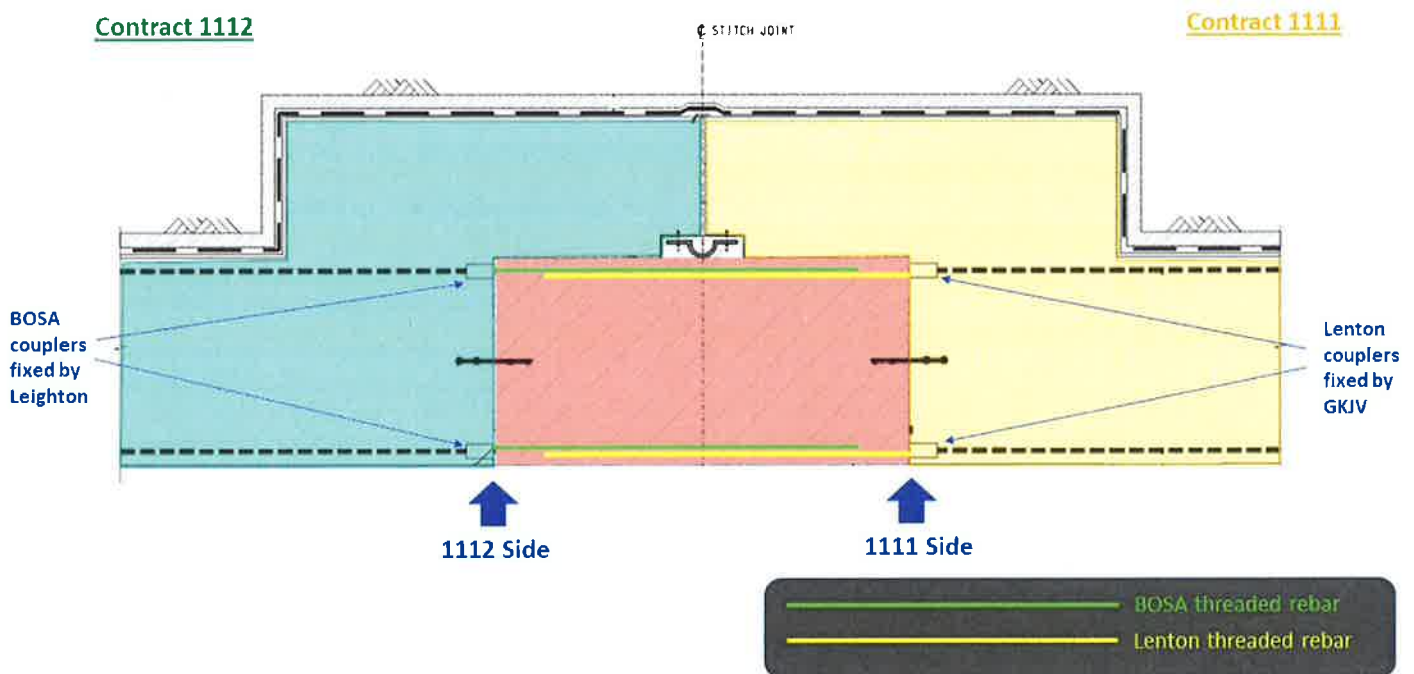 Contract 1112
℄ STITCH JOINT
Contract 1111
BOSA
couplers
fixed by
Leighton
Lenton
couplers
fixed by
GKJV
1112 Side
1111 Side
BOSA threaded rebar
Lenton threaded rebar